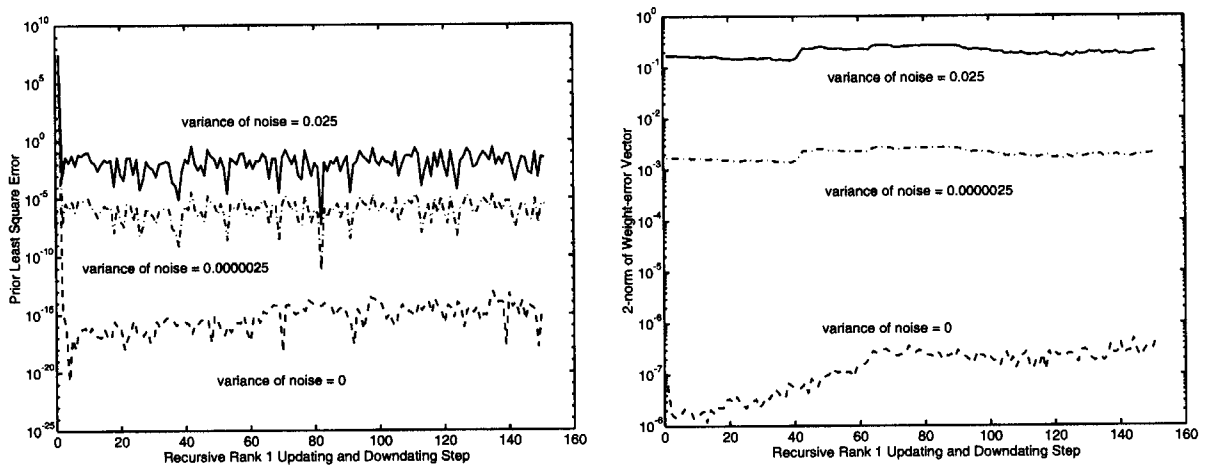 10^10
10^5
10^0
10^-5
10^-10
10^-15
10^-20
10^-25
Prior Least Square Error
variance of noise = 0.025
variance of noise = 0.0000025
variance of noise = 0
0 20 40 60 80 100 120 140 160
Recursive Rank 1 Updating and Downdating Step
10^0
10^-1
10^-2
10^-3
10^-4
10^-5
10^-6
10^-7
10^-8
2-norm of Weight-error Vector
variance of noise = 0.025
variance of noise = 0.0000025
variance of noise = 0
0 20 40 60 80 100 120 140 160
Recursive Rank 1 Updating and Downdating Step